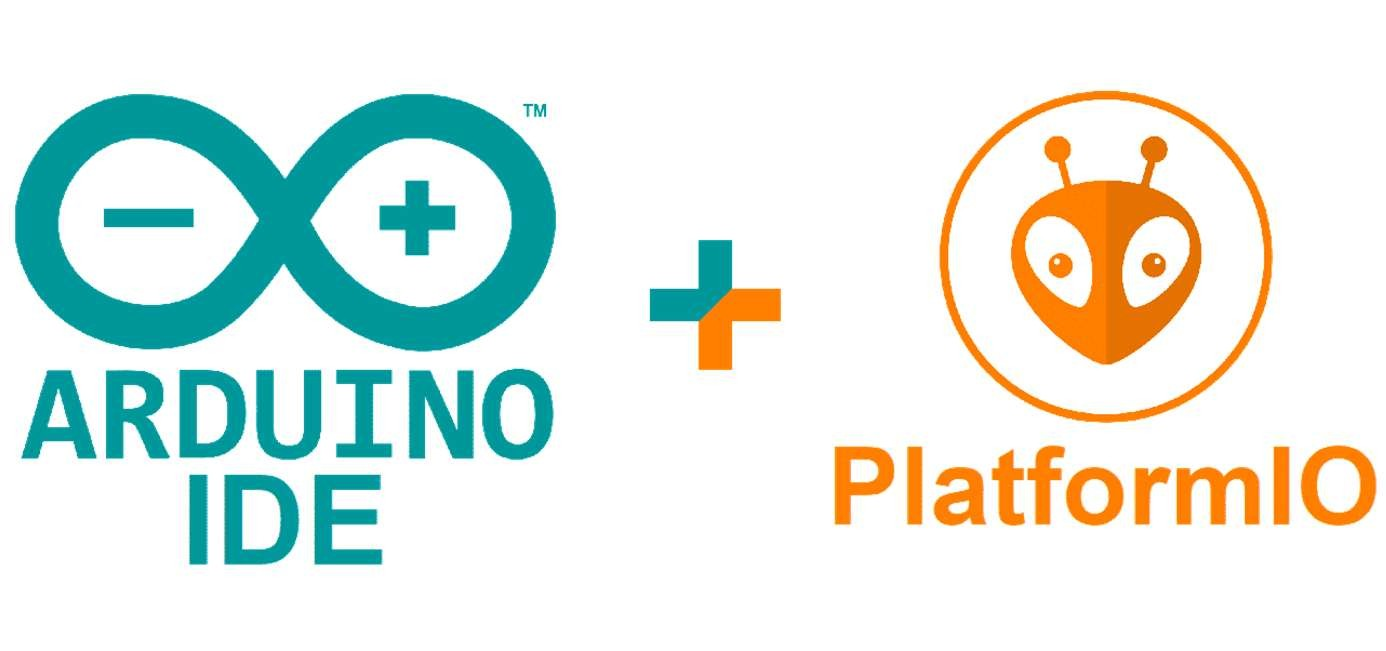 TM
ARDUINO
IDE
PlatformIO